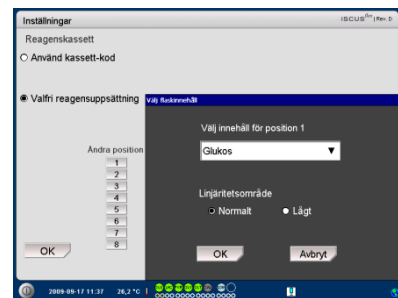 Inställningar
ISCUSflex | Rev. D
Reagenskassett
Använd kassett-kod
Valfri reagensuppsättning
Välj flaskinnehåll
Välj innehåll för position 1
Glukos
Ändra position
1
2
3
4
5
6
7
8
Linjäritetsområde
Normalt
Lågt
OK
OK
Avbryt
2009-09-17 11:37
26,2 °C